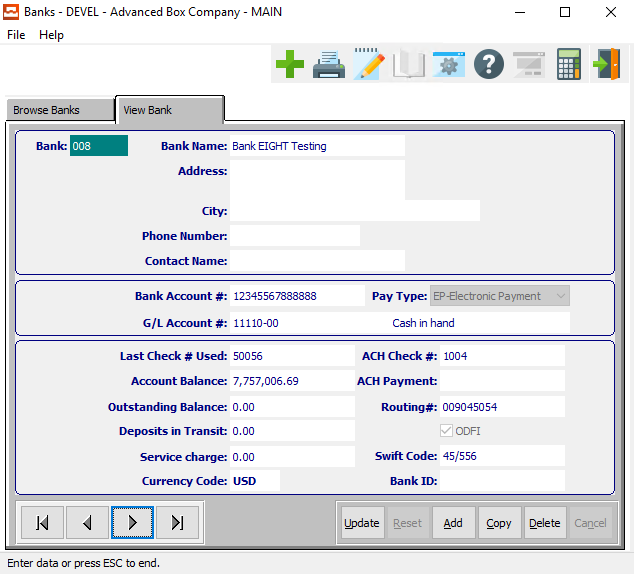 Banks - DEVEL - Advanced Box Company - MAIN
File Help
Browse Banks View Bank
Bank: 008 Bank Name: Bank EIGHT Testing
Address:
City:
Phone Number:
Contact Name:
Bank Account #: 12345567888888 Pay Type: EP-Electronic Payment
G/L Account #: 11110-00 Cash in hand
Last Check # Used: 50056 ACH Check #: 1004
Account Balance: 7,757,006.69 ACH Payment:
Outstanding Balance: 0.00 Routing#: 009045054
Deposits in Transit: 0.00 ODFI
Service charge: 0.00 Swift Code: 45/556
Currency Code: USD Bank ID:
Update Reset Add Copy Delete Cancel
Enter data or press ESC to end.